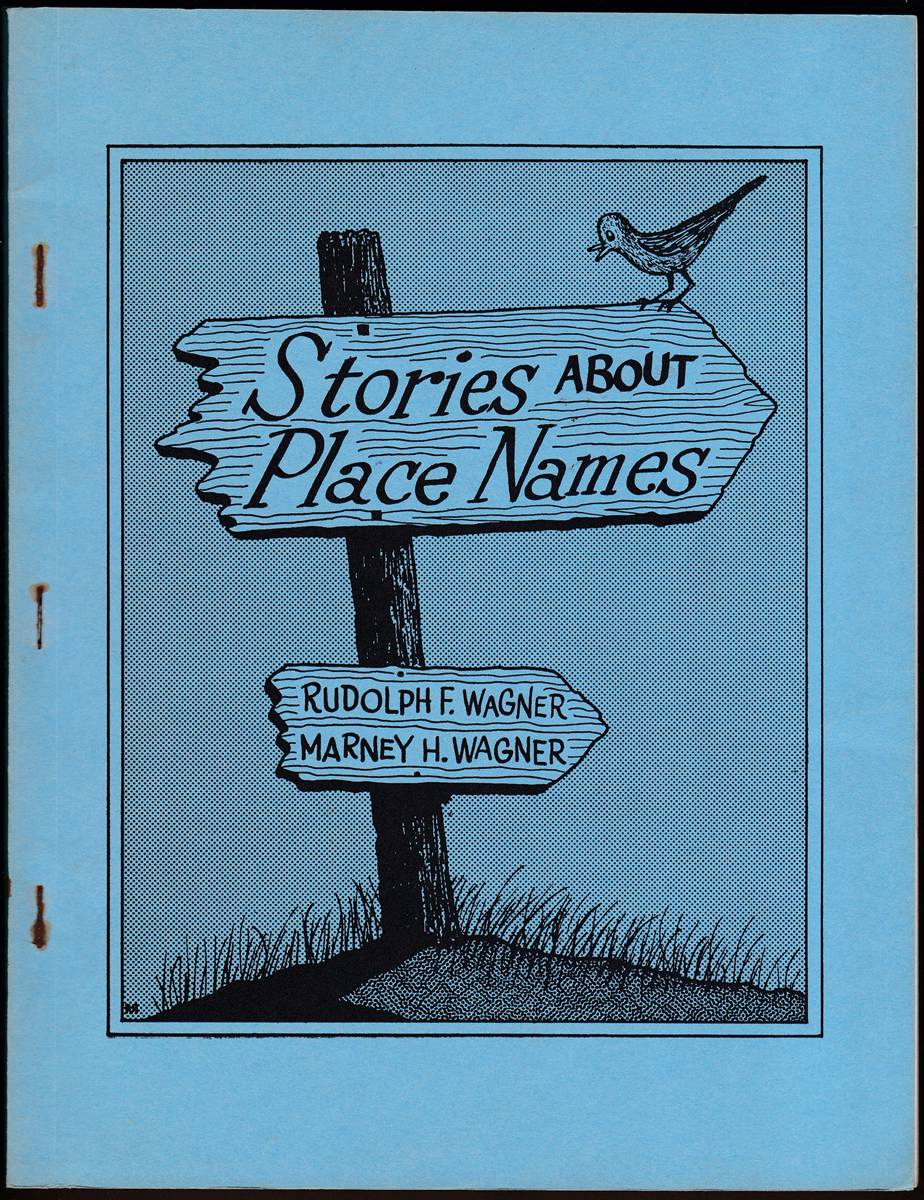 Stories ABOUT
Place Names
RUDOLPH F. WAGNER
MARNEY H. WAGNER